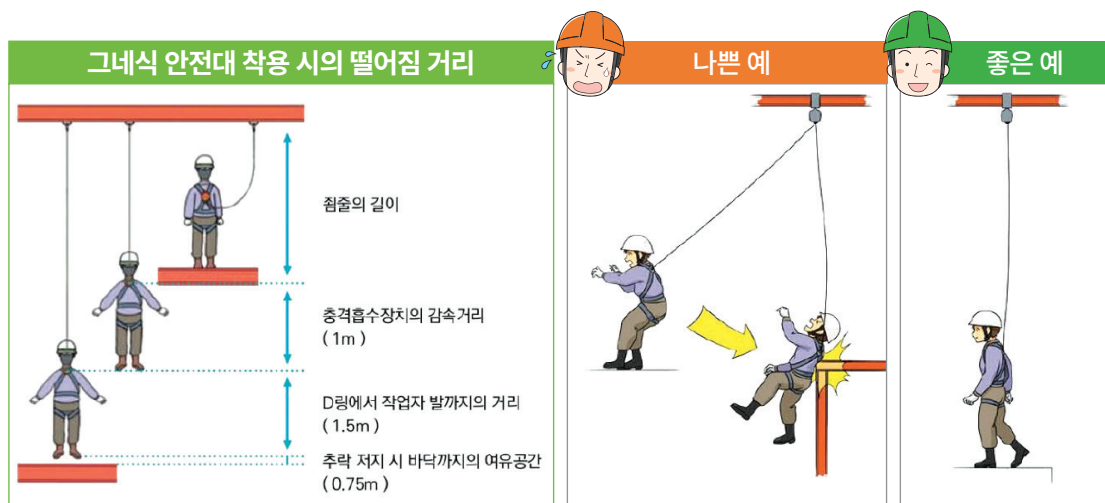 그네식 안전대 착용 시의 떨어짐 거리
죔줄의 길이
충격흡수장치의 감속거리
( 1m )
D링에서 작업자 발까지의 거리
( 1.5m )
추락 저지 시 바닥까지의 여유공간
( 0.75m )
나쁜 예
좋은 예